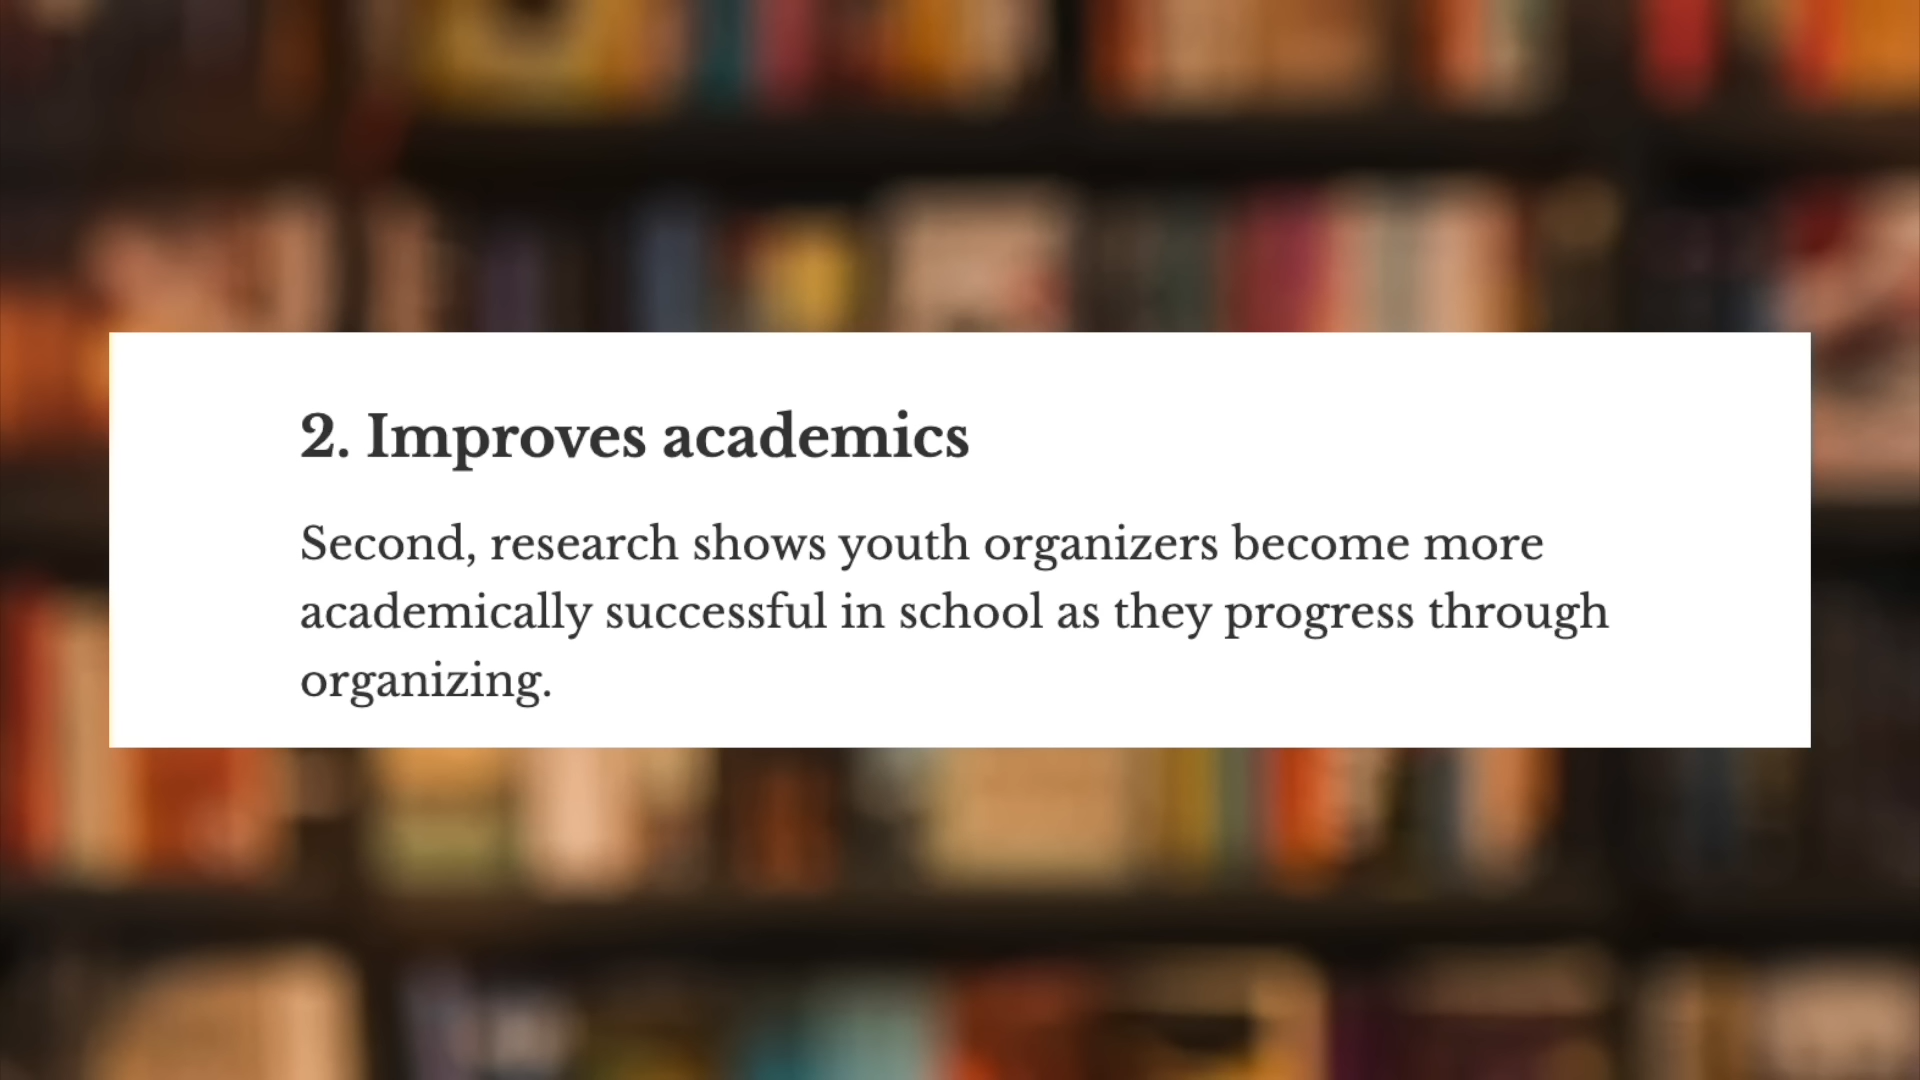 2. Improves academics
Second, research shows youth organizers become more
academically successful in school as they progress through
organizing.